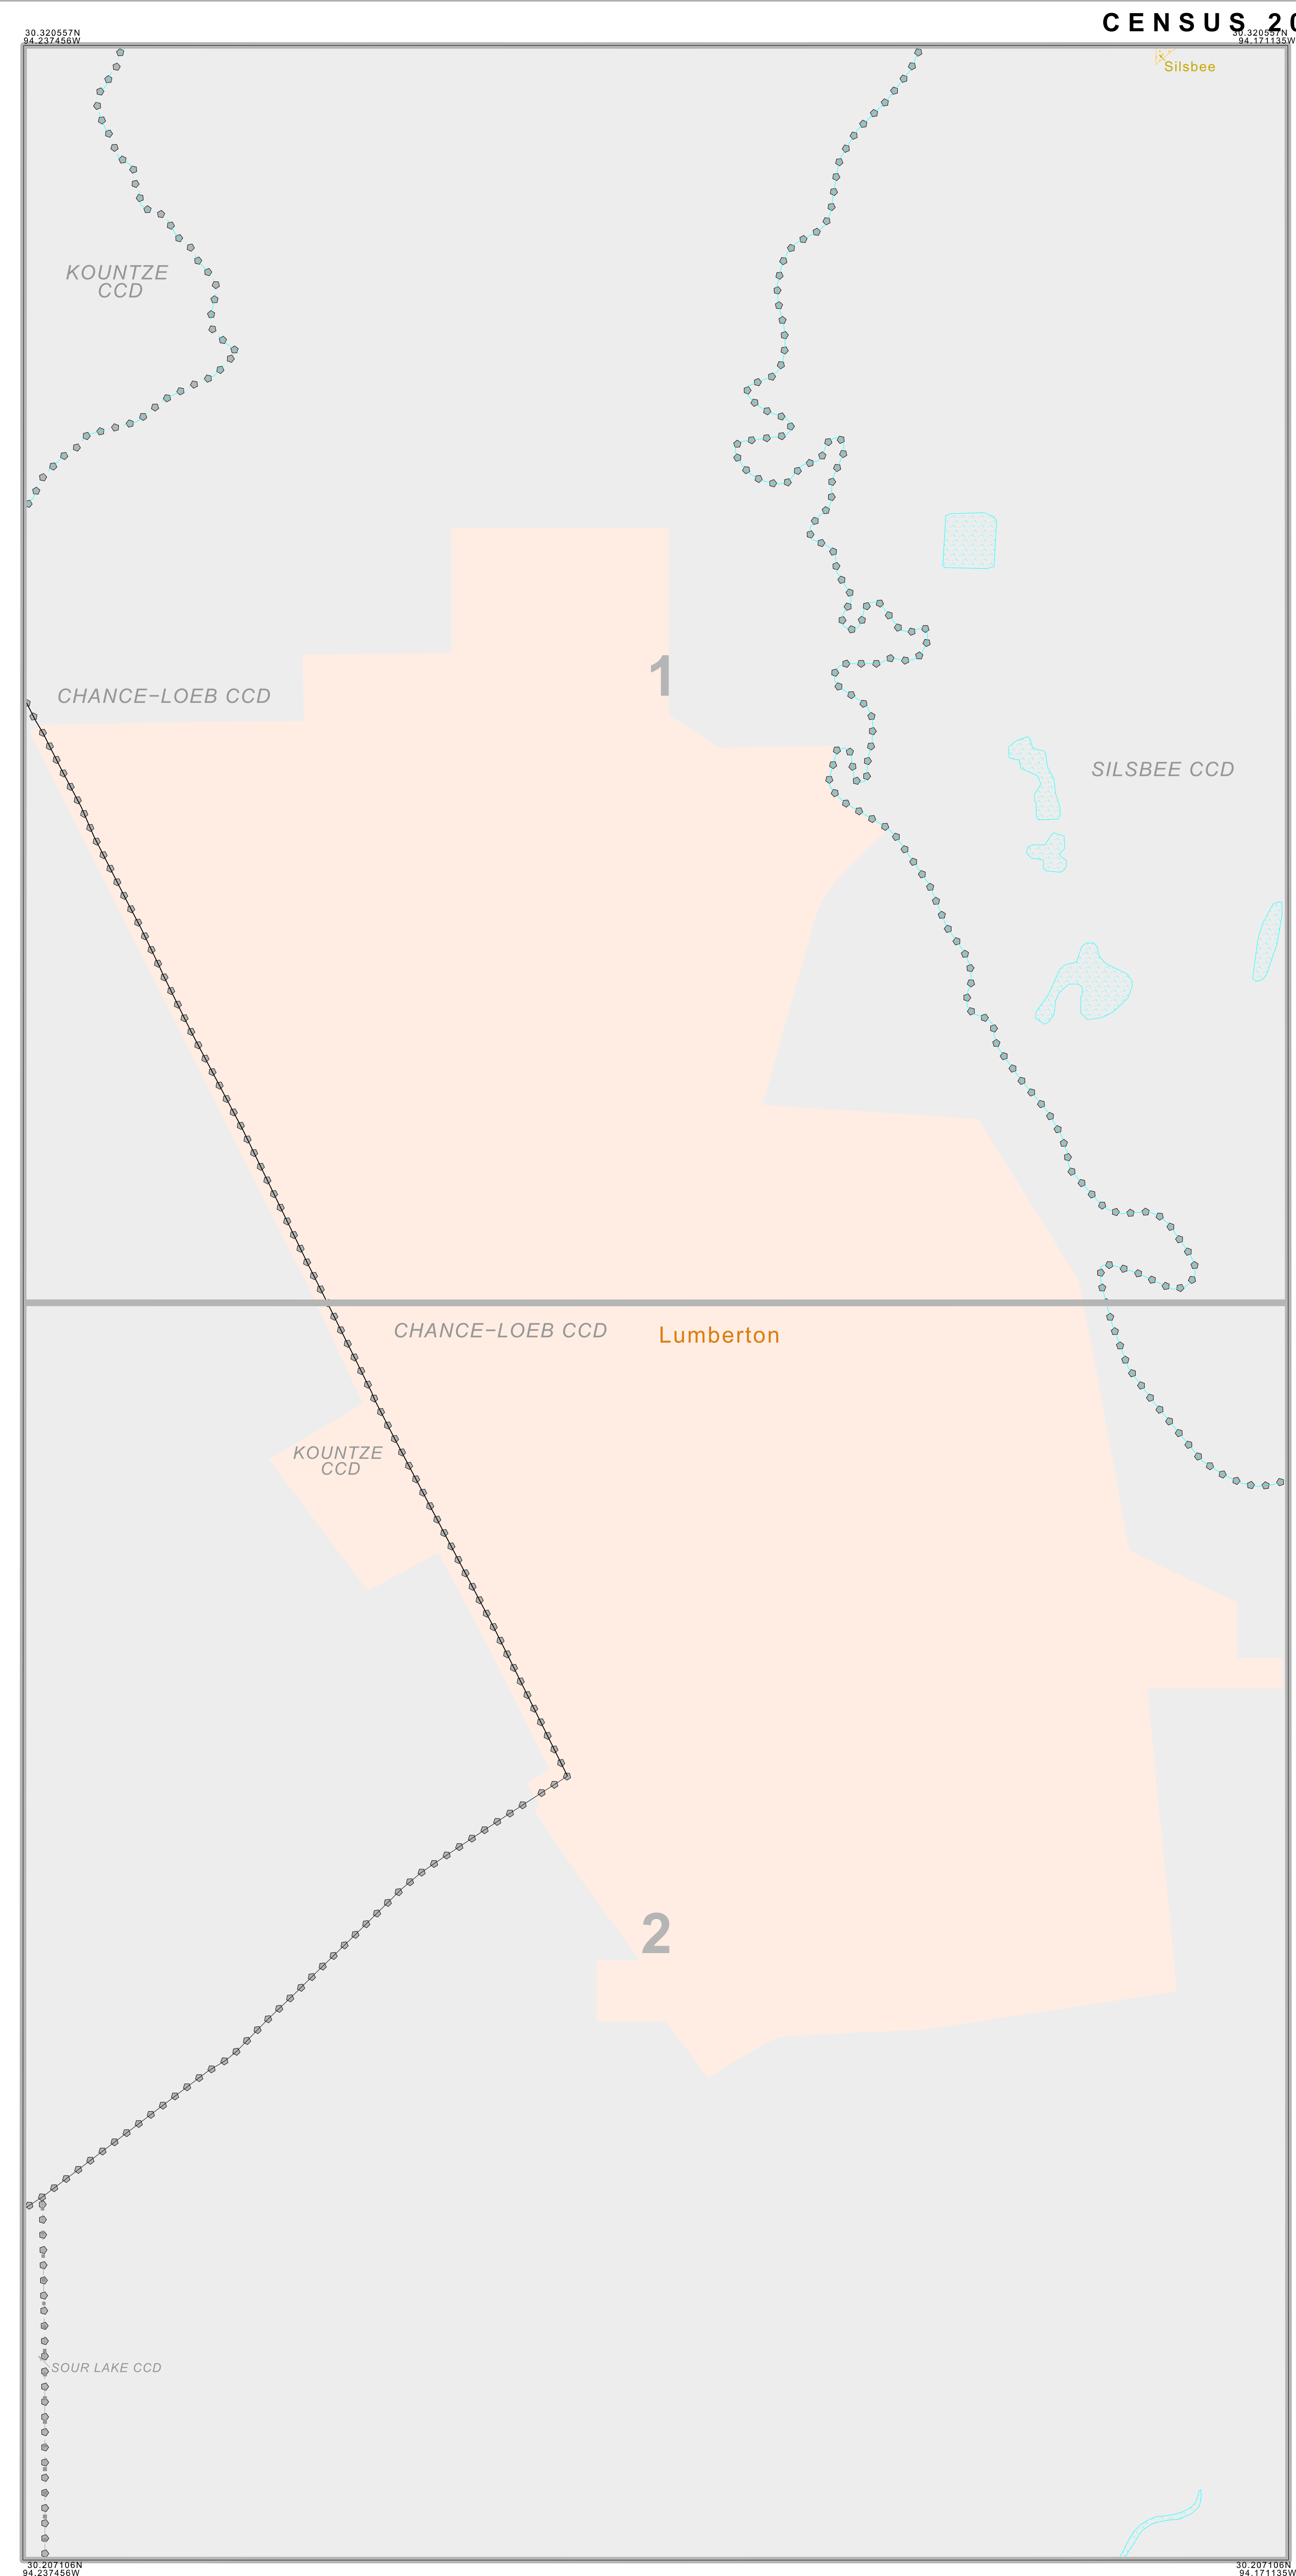 CENSUS 20
30.320557N
94.237456W
30.320557N
94.171135W
Silsbee
KOUNTZE
CCD
1
CHANCE-LOEB CCD
SILSBEE CCD
CHANCE-LOEB CCD
Lumberton
KOUNTZE
CCD
2
SOUR LAKE CCD
30.207106N
94.237456W
30.207106N
94.171135W